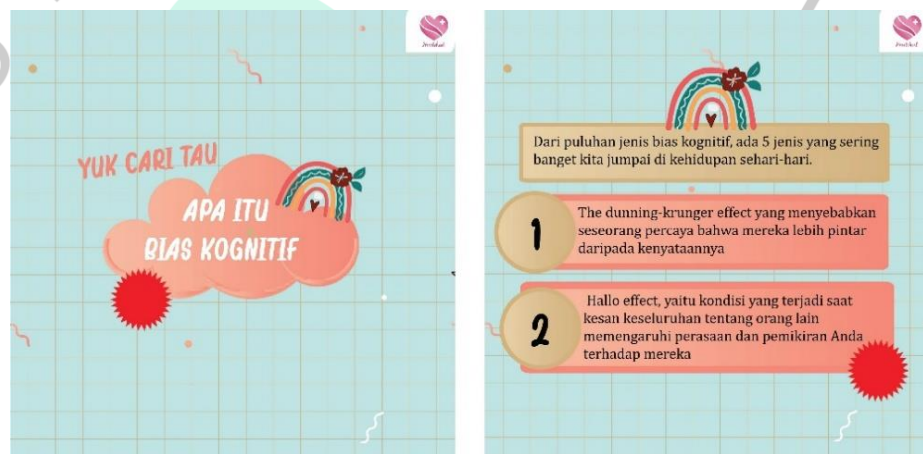 YUK CARI TAU
APA ITU
BIAS KOGNITIF
Dari puluhan jenis bias kognitif, ada 5 jenis yang sering
banget kita jumpai di kehidupan sehari-hari.
1
The dunning-krunger effect yang menyebabkan
seseorang percaya bahwa mereka lebih pintar
daripada kenyataannya
2
Hallo effect, yaitu kondisi yang terjadi saat
kesan keseluruhan tentang orang lain
memengaruhi perasaan dan pemikiran Anda
terhadap mereka